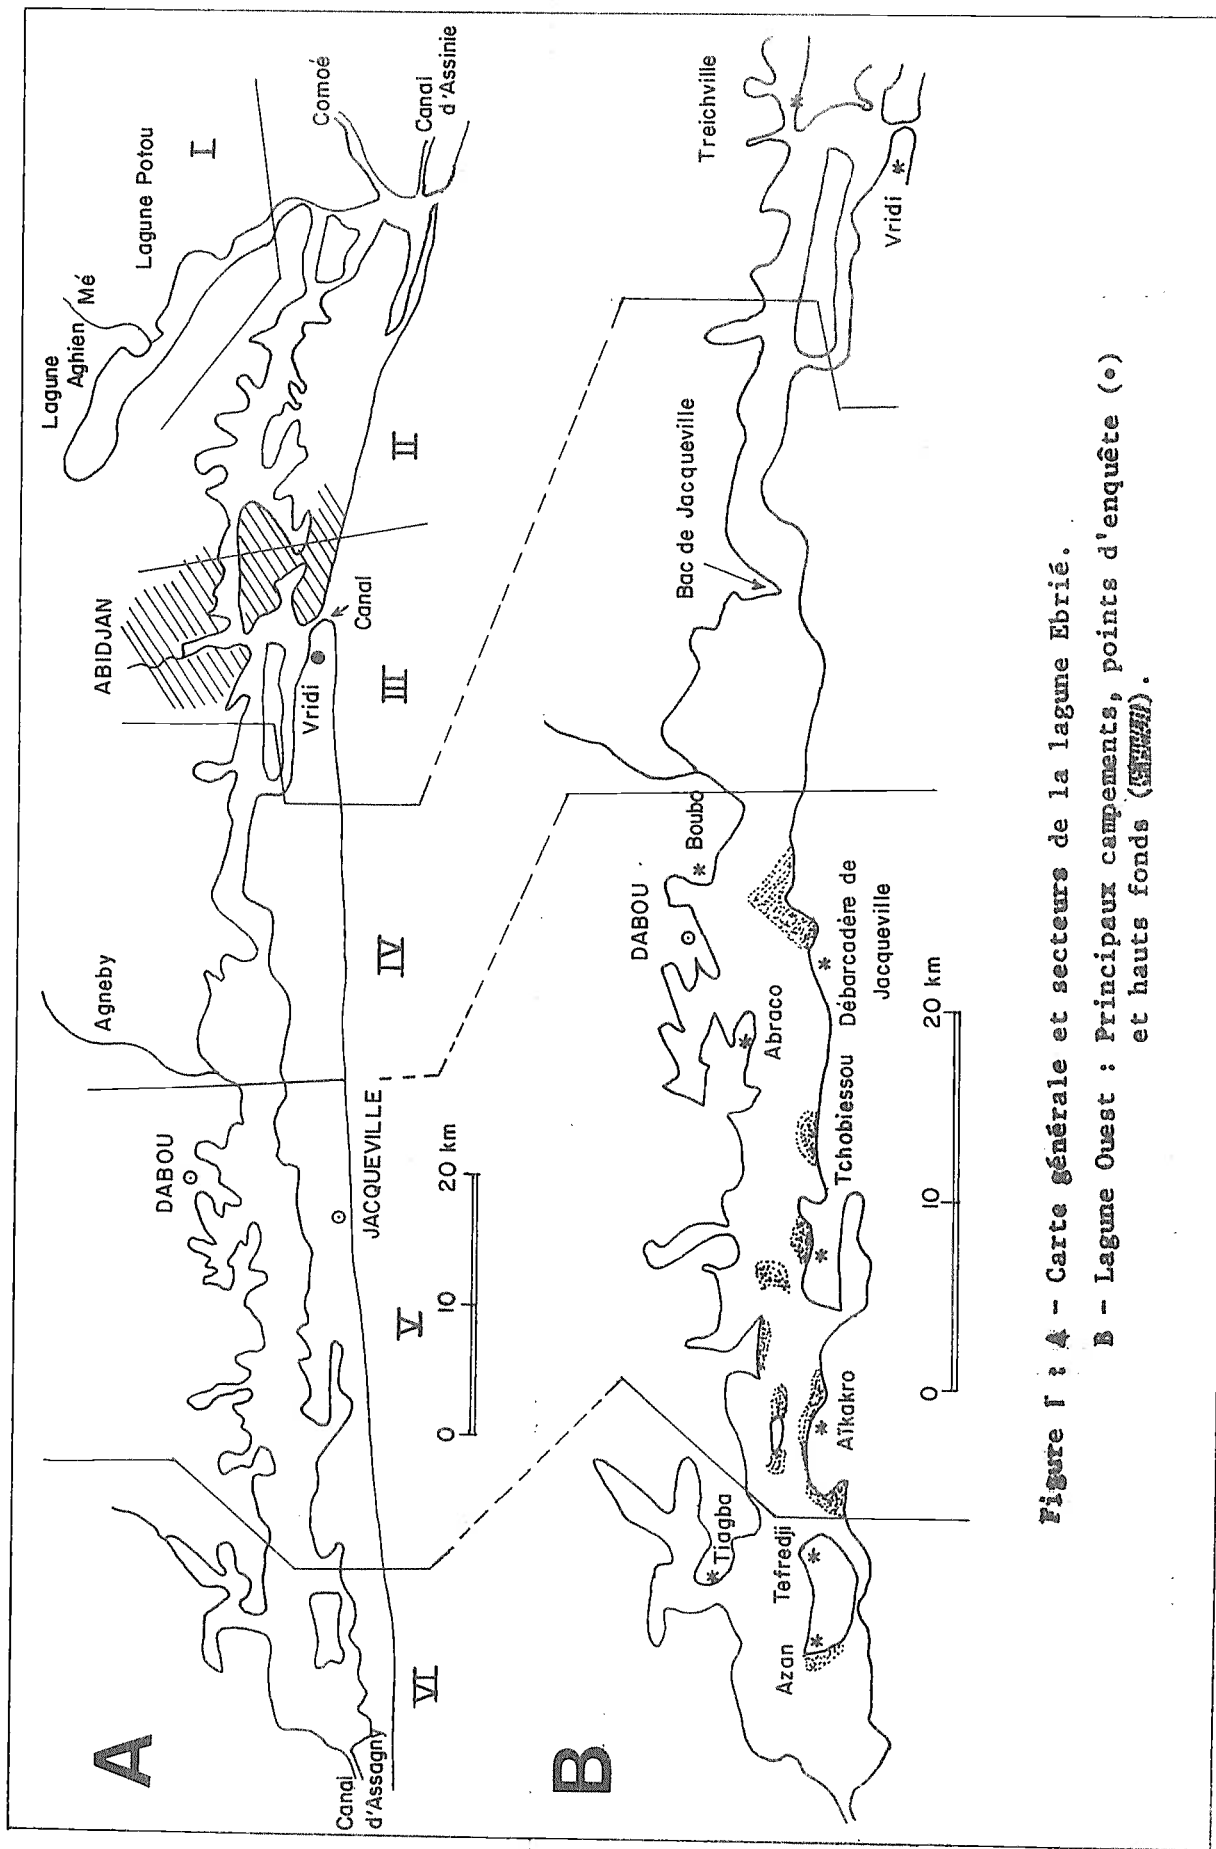 A
Lagune
Aghien
Mé
Lagune Potou
I
Comoé
Canal
d'Assinie
ABIDJAN
II
Canal
Vridi
III
Agneby
IV
DABOU
JACQUEVILLE
0 10 20 km
V
VI
Canal
d'Assagny
B
Treichville
Vridi
Bac de Jacqueville
Boubo
DABOU
Débarcadère de
Jacqueville
Abraco
Tchobiessou
0 10 20 km
Aïkakro
Tiagba
Tefredji
Azan
Figure I : A - Carte générale et secteurs de la lagune Ebrié.
B - Lagune Ouest : Principaux campements, points d'enquête (•)
et hauts fonds ( ).